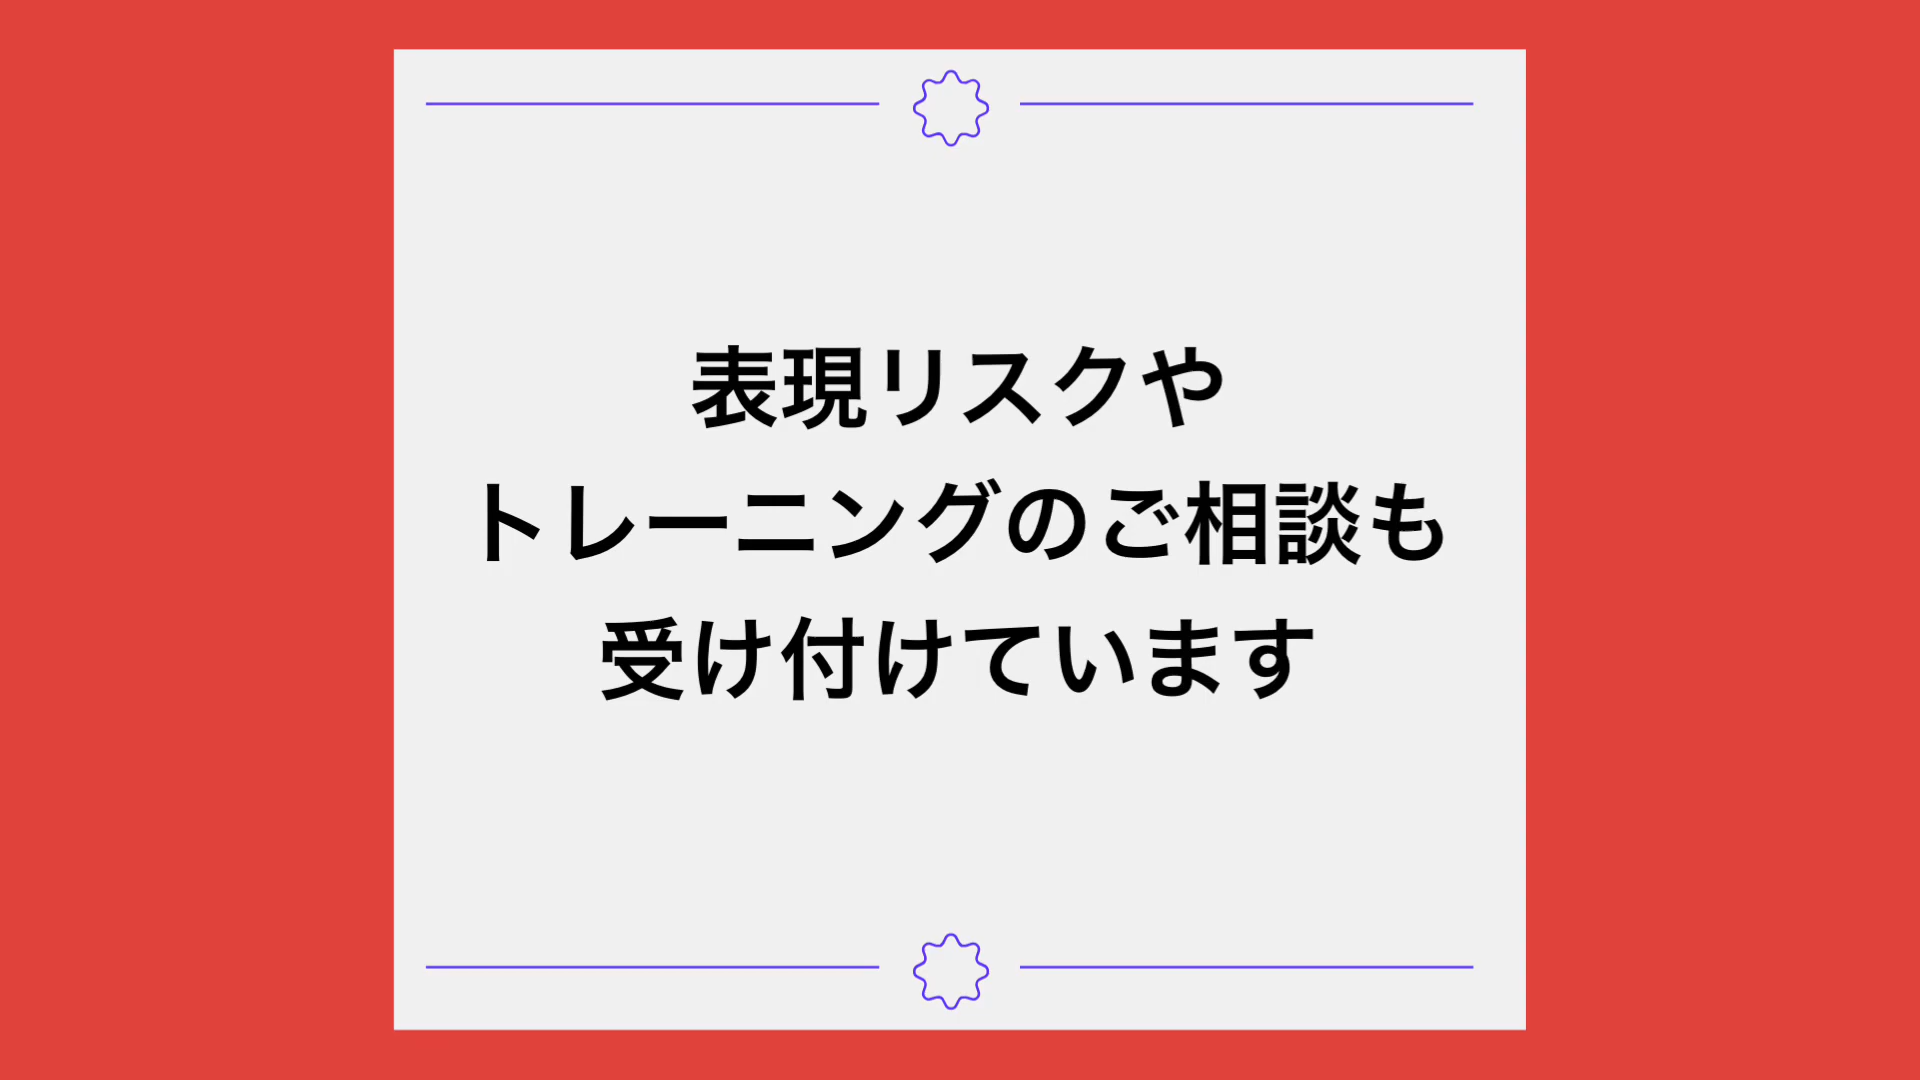 表現リスクや
トレーニングのご相談も
受け付けています